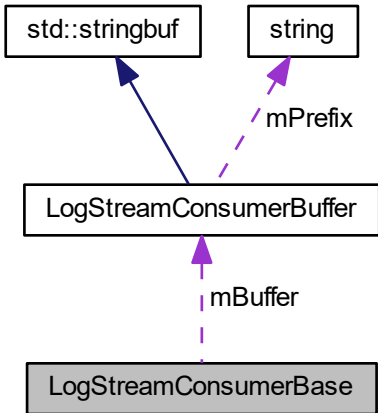 std::stringbuf
string
mPrefix
LogStreamConsumerBuffer
mBuffer
LogStreamConsumerBase